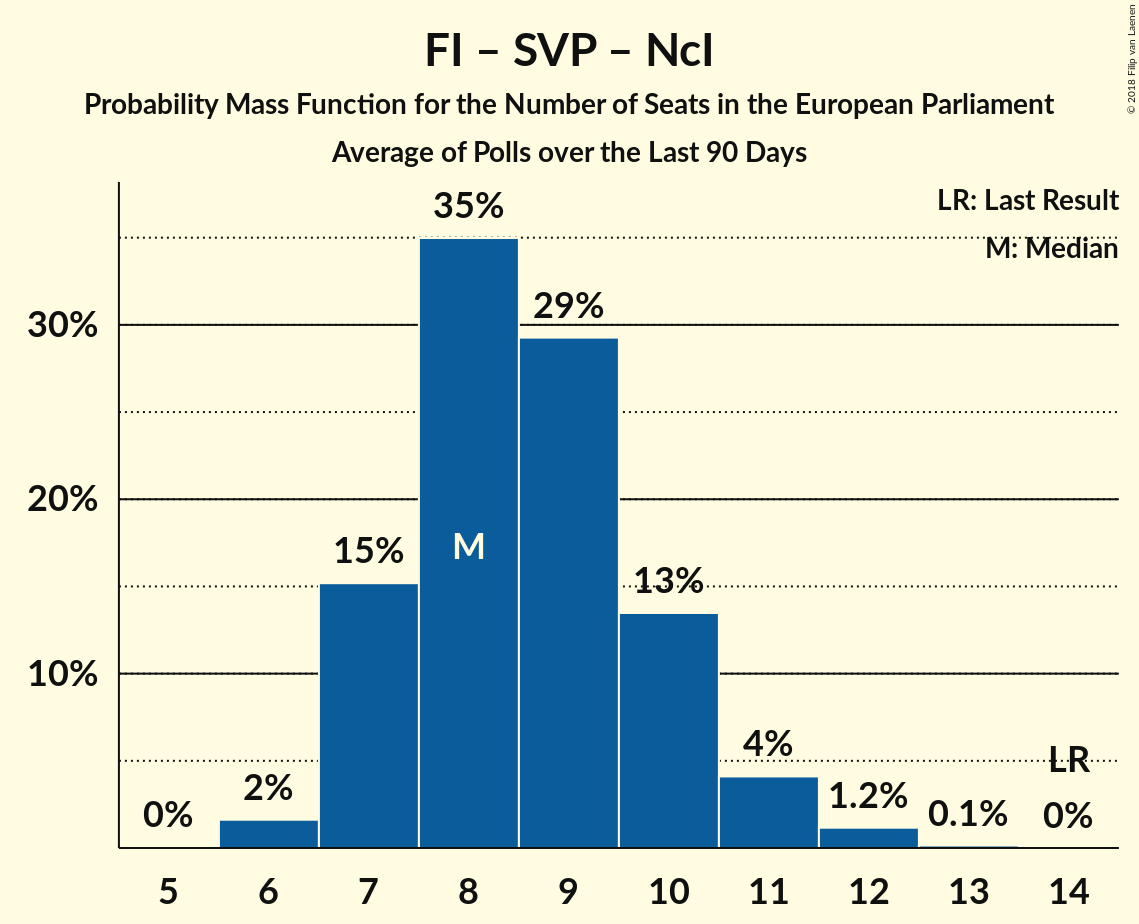 FI – SVP – NcI
Probability Mass Function for the Number of Seats in the European Parliament
Average of Polls over the Last 90 Days
© 2018 Filip van Laenen
LR: Last Result
M: Median
35%
29%
30%
20%
M
15%
13%
10%
4%
LR
2%
1.2%
0%
0.1%
0%
5 6 7 8 9 10 11 12 13 14